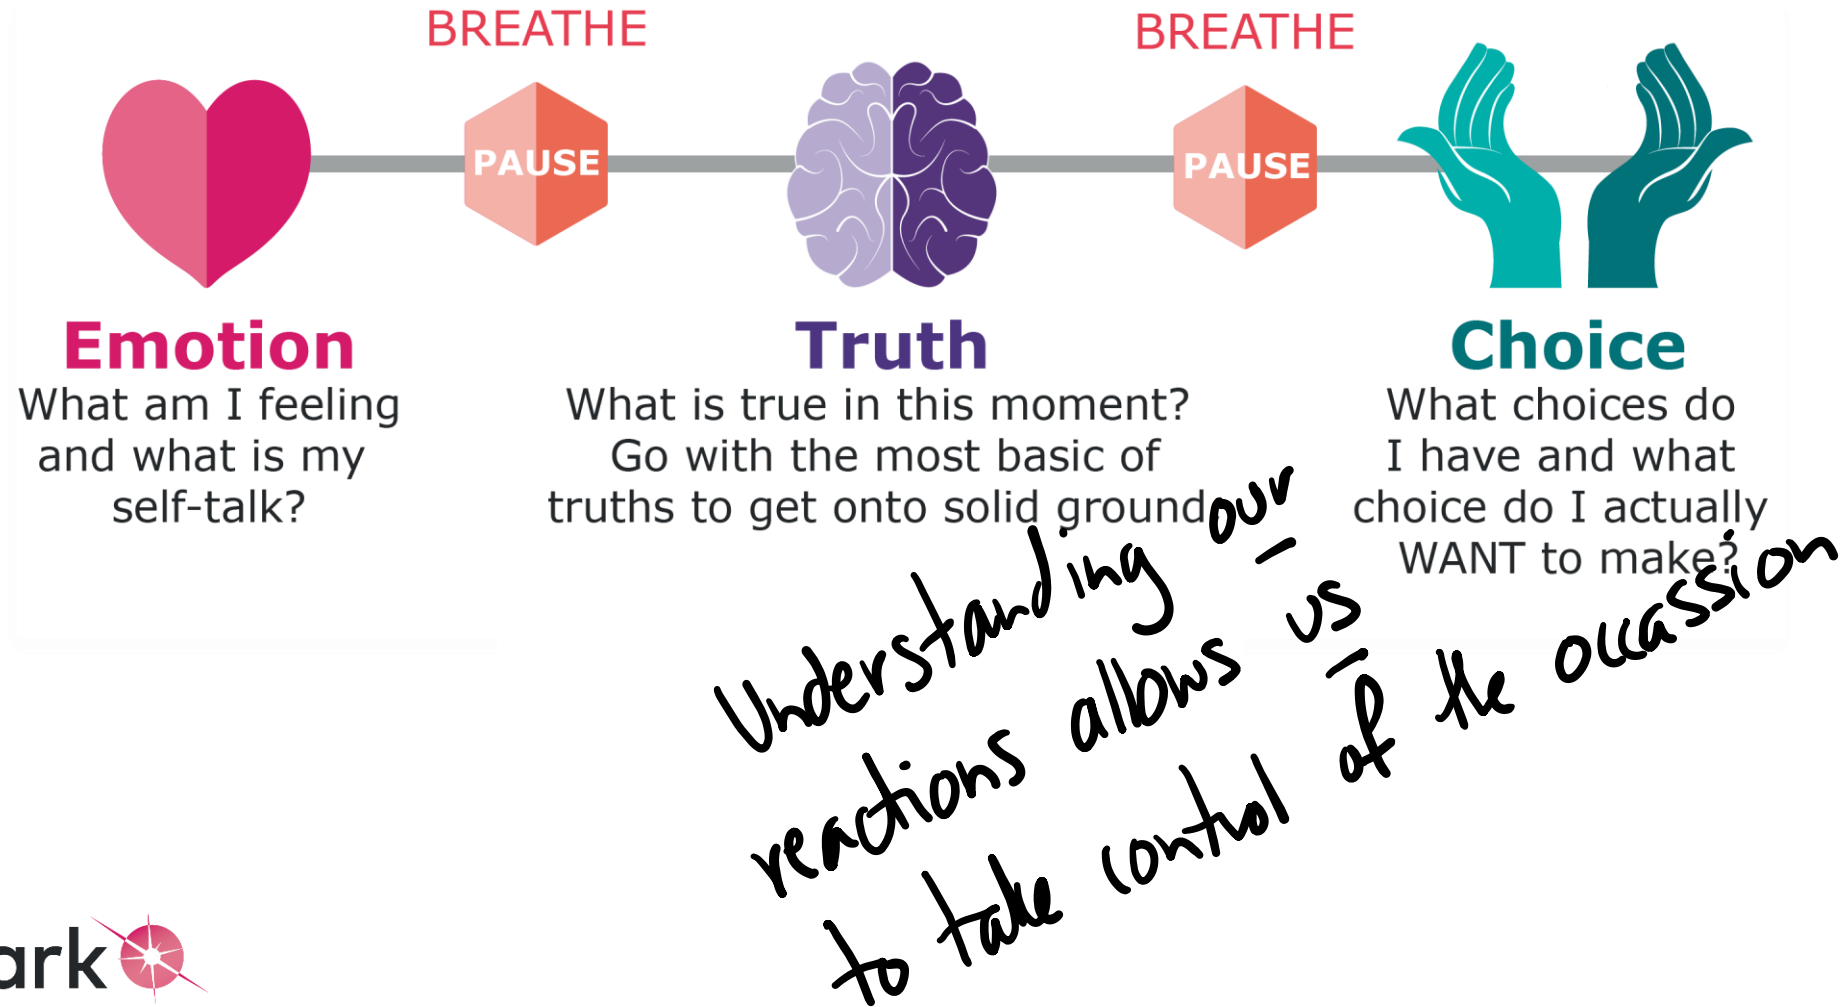 BREATHE
BREATHE
PAUSE
PAUSE
Emotion
What am I feeling
and what is my
self-talk?
Truth
What is true in this moment?
Go with the most basic of
truths to get onto solid ground
Choice
What choices do
I have and what
choice do I actually
WANT to make?
Understanding our
reactions allows us
to take control of the occassion
ark